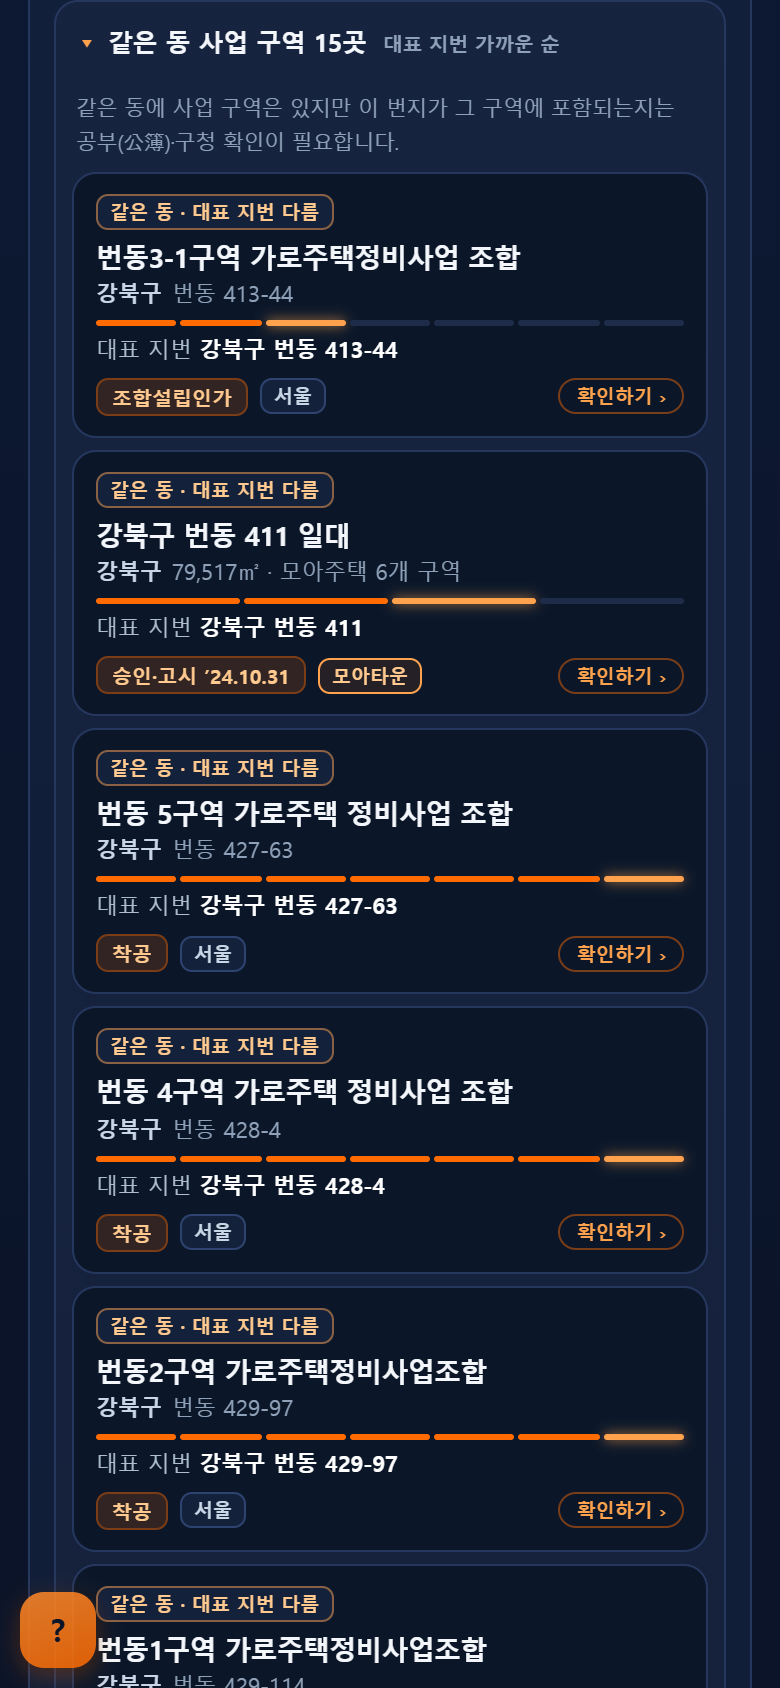 ▼ 같은 동 사업 구역 15곳 대표 지번 가까운 순
같은 동에 사업 구역은 있지만 이 번지가 그 구역에 포함되는지는
공부(公簿)·구청 확인이 필요합니다.
같은 동 · 대표 지번 다름
번동3-1구역 가로주택정비사업 조합
강북구 번동 413-44
대표 지번 강북구 번동 413-44
조합설립인가 서울 확인하기 ›
같은 동 · 대표 지번 다름
강북구 번동 411 일대
강북구 79,517㎡ · 모아주택 6개 구역
대표 지번 강북구 번동 411
승인·고시 ’24.10.31 모아타운 확인하기 ›
같은 동 · 대표 지번 다름
번동 5구역 가로주택 정비사업 조합
강북구 번동 427-63
대표 지번 강북구 번동 427-63
착공 서울 확인하기 ›
같은 동 · 대표 지번 다름
번동 4구역 가로주택 정비사업 조합
강북구 번동 428-4
대표 지번 강북구 번동 428-4
착공 서울 확인하기 ›
같은 동 · 대표 지번 다름
번동2구역 가로주택정비사업조합
강북구 번동 429-97
대표 지번 강북구 번동 429-97
착공 서울 확인하기 ›
같은 동 · 대표 지번 다름
?
번동1구역 가로주택정비사업조합
강북구 번동 429-114